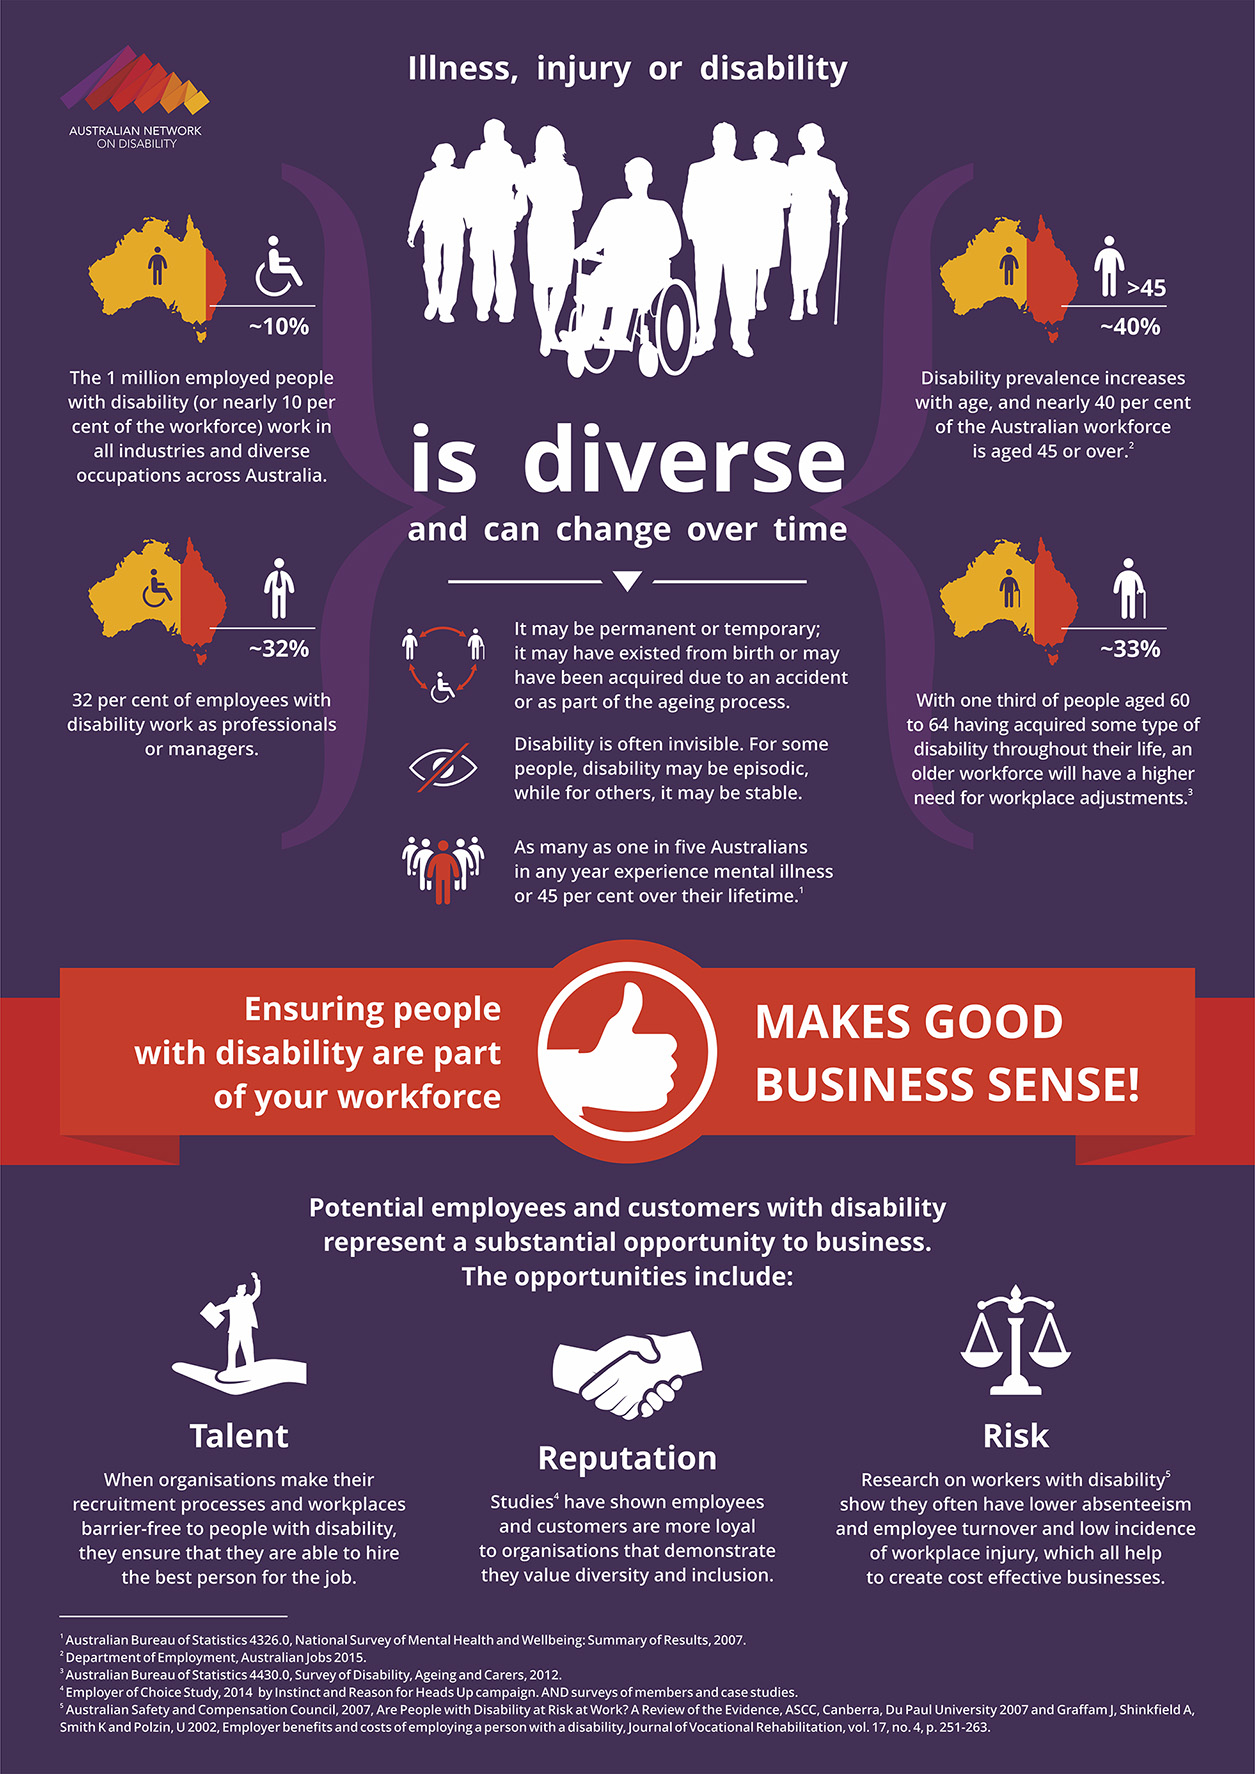 AUSTRALIAN NETWORK
ON DISABILITY
Illness, injury or disability
~10%
The 1 million employed people
with disability (or nearly 10 per
cent of the workforce) work in
all industries and diverse
occupations across Australia.
~32%
32 per cent of employees with
disability work as professionals
or managers.
is diverse
and can change over time
It may be permanent or temporary;
it may have existed from birth or may
have been acquired due to an accident
or as part of the ageing process.
Disability is often invisible. For some
people, disability may be episodic,
while for others, it may be stable.
As many as one in five Australians
in any year experience mental illness
or 45 per cent over their lifetime.¹
>45
~40%
Disability prevalence increases
with age, and nearly 40 per cent
of the Australian workforce
is aged 45 or over.²
~33%
With one third of people aged 60
to 64 having acquired some type of
disability throughout their life, an
older workforce will have a higher
need for workplace adjustments.³
Ensuring people
with disability are part
of your workforce
MAKES GOOD
BUSINESS SENSE!
Potential employees and customers with disability
represent a substantial opportunity to business.
The opportunities include:
Talent
When organisations make their
recruitment processes and workplaces
barrier-free to people with disability,
they ensure that they are able to hire
the best person for the job.
Reputation
Studies⁴ have shown employees
and customers are more loyal
to organisations that demonstrate
they value diversity and inclusion.
Risk
Research on workers with disability⁵
show they often have lower absenteeism
and employee turnover and low incidence
of workplace injury, which all help
to create cost effective businesses.
¹ Australian Bureau of Statistics 4326.0, National Survey of Mental Health and Wellbeing: Summary of Results, 2007.
² Department of Employment, Australian Jobs 2015.
³ Australian Bureau of Statistics 4430.0, Survey of Disability, Ageing and Carers, 2012.
⁴ Employer of Choice Study, 2014 by Instinct and Reason for Heads Up campaign. AND surveys of members and case studies.
⁵ Australian Safety and Compensation Council, 2007, Are People with Disability at Risk at Work? A Review of the Evidence, ASCC, Canberra, Du Paul University 2007 and Graffam J, Shinkfield A,
Smith K and Polzin, U 2002, Employer benefits and costs of employing a person with a disability, Journal of Vocational Rehabilitation, vol. 17, no. 4, p. 251-263.